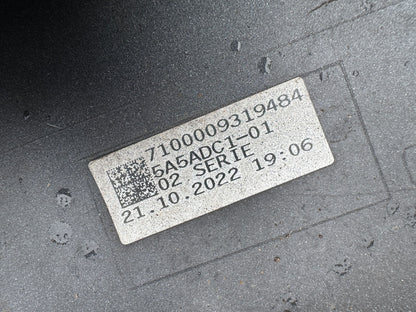 7100009319484
5A5ADC1-01
02 SERIE
21.10.2022 19:06